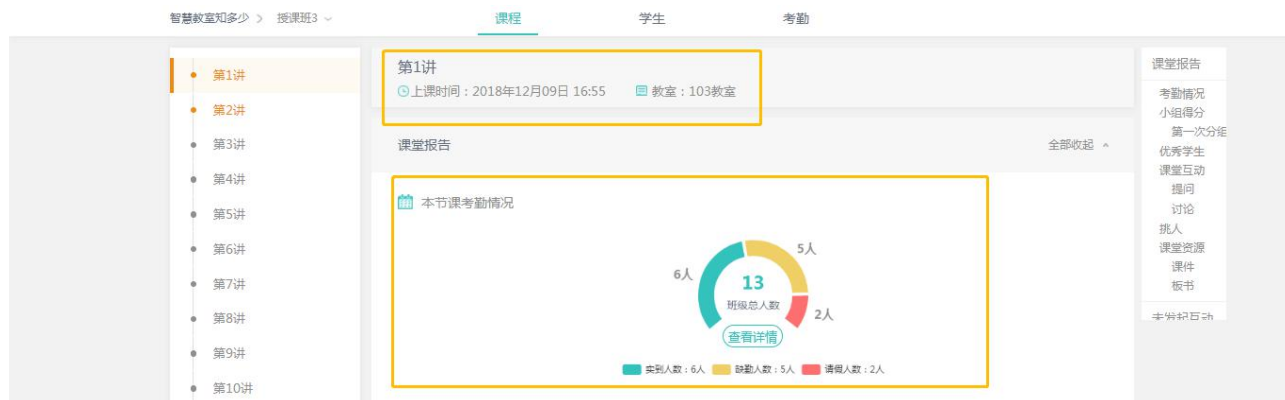 智慧教室知多少 > 授课班3
课程 学生 考勤
第1讲
第2讲
第3讲
第4讲
第5讲
第6讲
第7讲
第8讲
第9讲
第10讲
第1讲
上课时间：2018年12月09日 16:55 教室：103教室
课堂报告 全部收起
本节课考勤情况
5人
6人
13
班级总人数
2人
查看详情
实到人数：6人 缺勤人数：5人 请假人数：2人
课堂报告
考勤情况
小组得分
第一次分组
优秀学生
课堂互动
提问
讨论
挑人
课堂资源
课件
板书
未发起互动